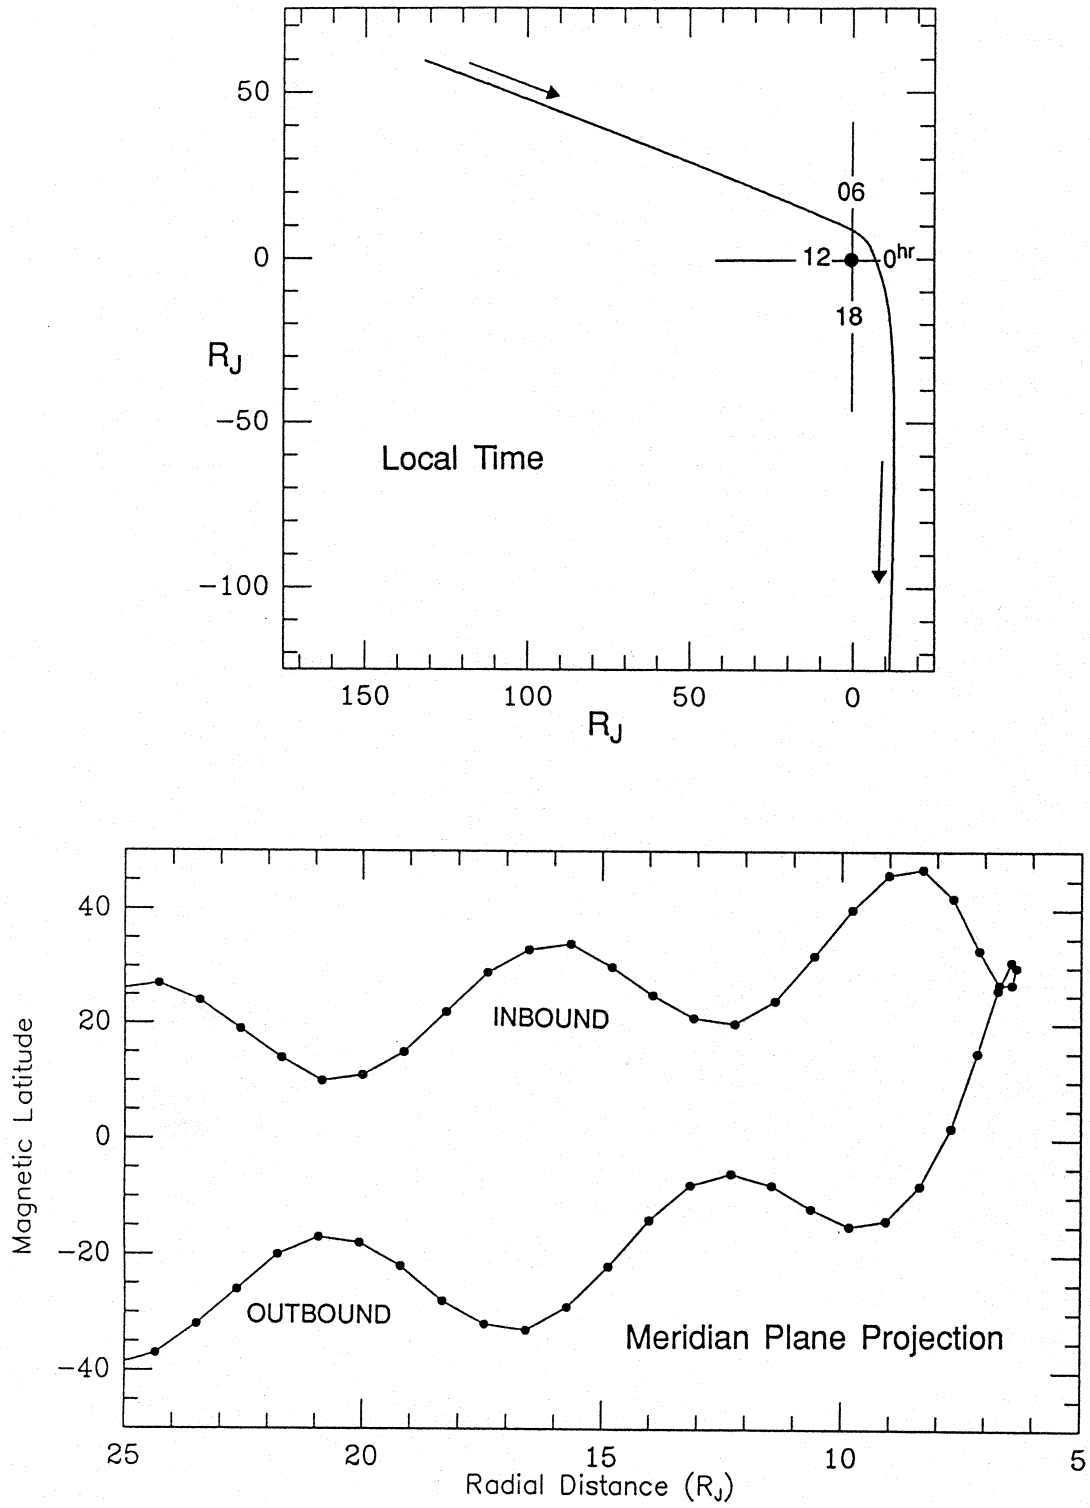 50
06
0
12
0hr
18
RJ
−50
Local Time
−100
150
100
50
0
RJ
40
INBOUND
20
Magnetic Latitude
0
−20
OUTBOUND
Meridian Plane Projection
−40
25
20
15
10
5
Radial Distance (RJ)